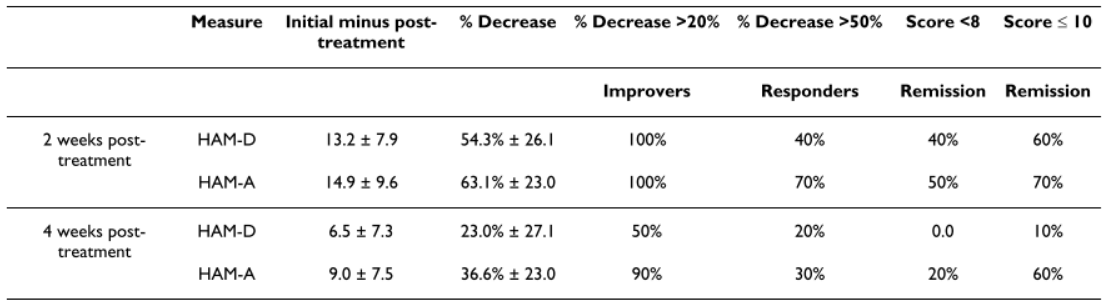 Measure Initial minus post-treatment % Decrease % Decrease >20% % Decrease >50% Score <8 Score ≤ 10
Improvers Responders Remission Remission
2 weeks post-treatment HAM-D 13.2 ± 7.9 54.3% ± 26.1 100% 40% 40% 60%
HAM-A 14.9 ± 9.6 63.1% ± 23.0 100% 70% 50% 70%
4 weeks post-treatment HAM-D 6.5 ± 7.3 23.0% ± 27.1 50% 20% 0.0 10%
HAM-A 9.0 ± 7.5 36.6% ± 23.0 90% 30% 20% 60%